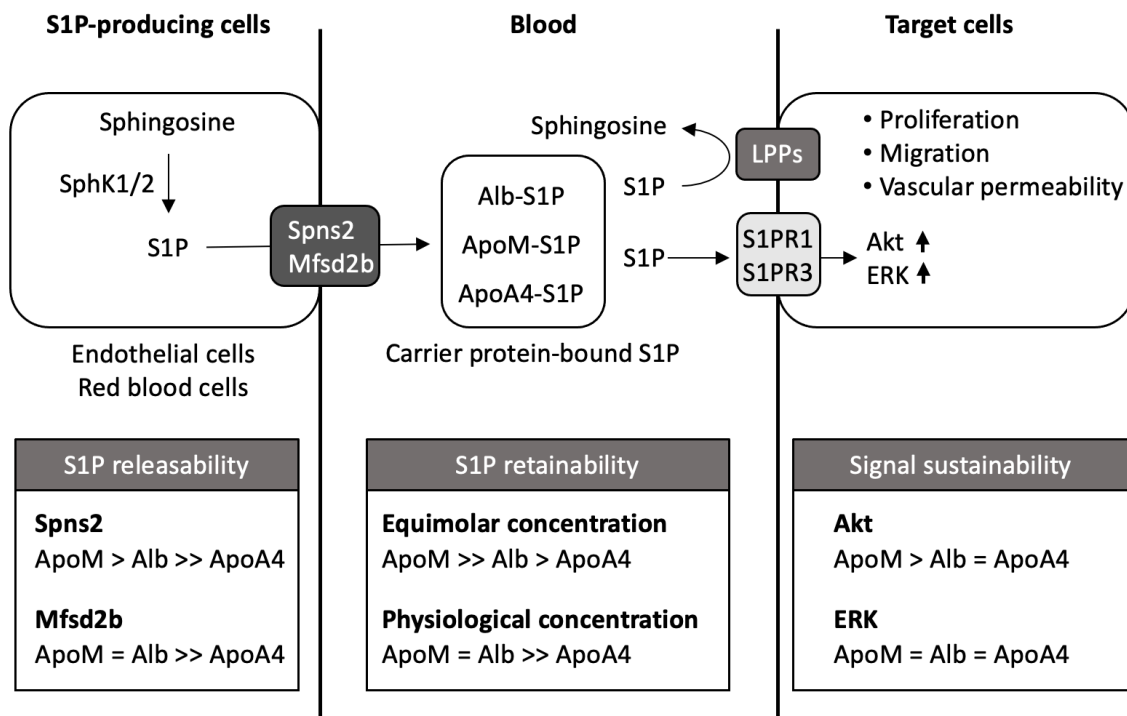 S1P-producing cells
Blood
Target cells
Sphingosine
SphK1/2
S1P
Spns2
Mfsd2b
Endothelial cells
Red blood cells
Alb-S1P
ApoM-S1P
ApoA4-S1P
Carrier protein-bound S1P
Sphingosine
S1P
S1P
LPPs
S1PR1
S1PR3
• Proliferation
• Migration
• Vascular permeability
Akt
ERK
S1P releasability
Spns2
ApoM > Alb >> ApoA4
Mfsd2b
ApoM = Alb >> ApoA4
S1P retainability
Equimolar concentration
ApoM >> Alb > ApoA4
Physiological concentration
ApoM = Alb >> ApoA4
Signal sustainability
Akt
ApoM > Alb = ApoA4
ERK
ApoM = Alb = ApoA4